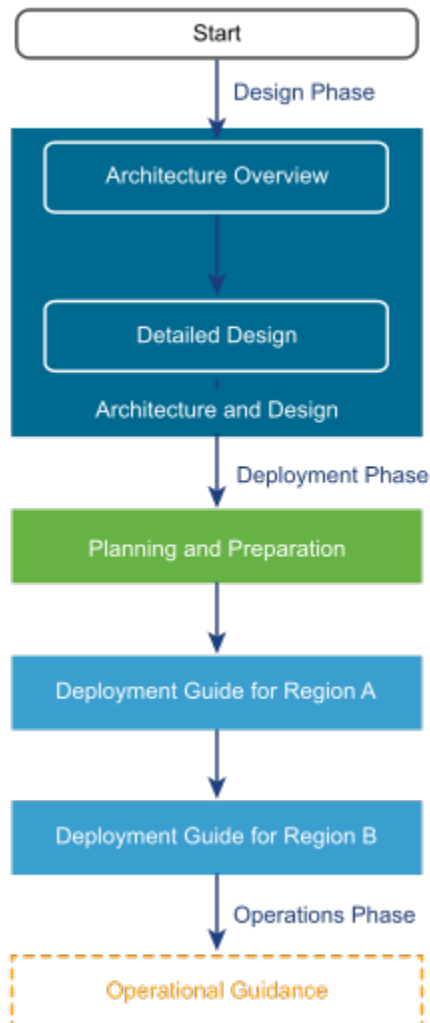 Start
Design Phase
Architecture Overview
Detailed Design
Architecture and Design
Deployment Phase
Planning and Preparation
Deployment Guide for Region A
Deployment Guide for Region B
Operations Phase
Operational Guidance